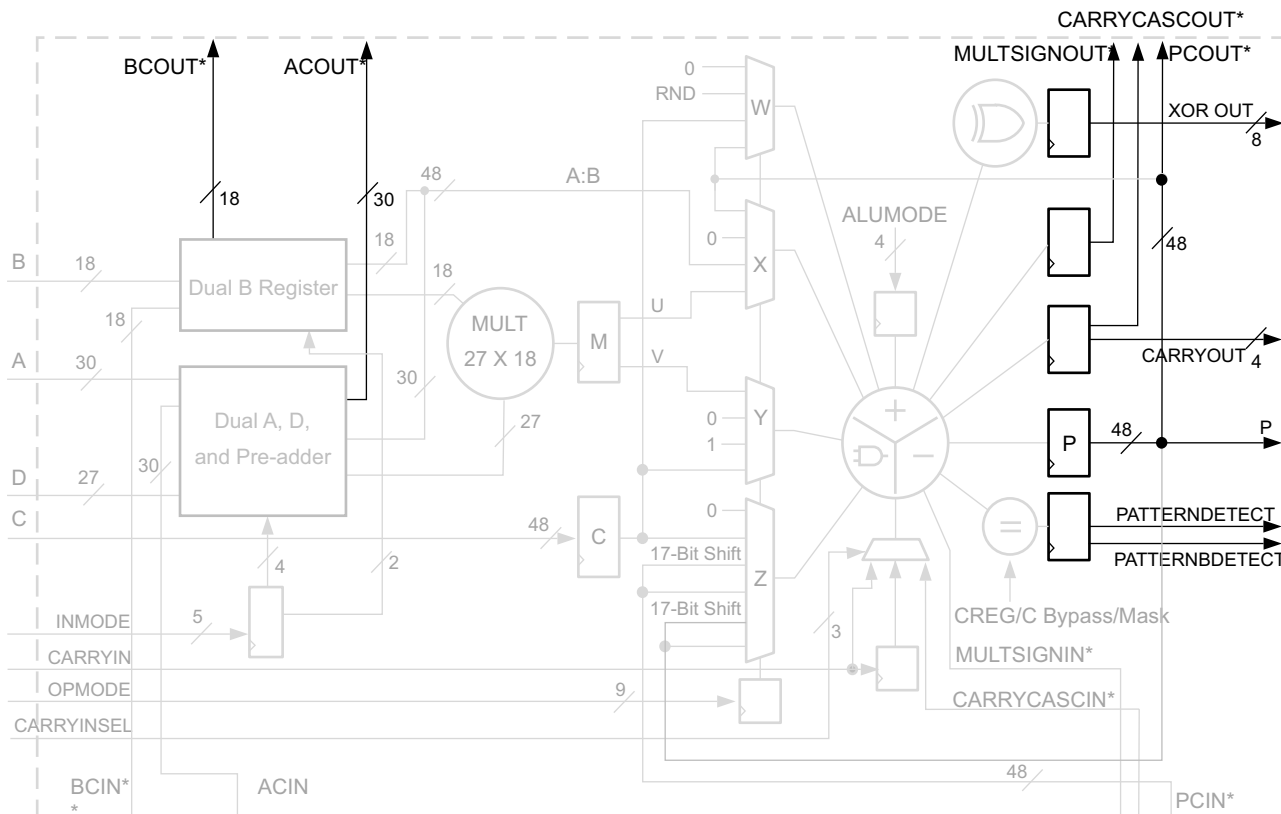 CARRYCASCOUT*
BCOUT*
ACOUT*
MULTSIGNOUT*
PCOUT*
0
RND
W
XOR OUT
8
48
A:B
18
30
18
ALUMODE
4
48
B
18
Dual B Register
18
0
X
18
MULT
27 X 18
M
U
V
CARRYOUT
4
A
30
30
Dual A, D,
and Pre-adder
27
0
1
Y
P
48
P
D
27
30
C
48
C
0
17-Bit Shift
Z
17-Bit Shift
=
PATTERNDETECT
PATTERNBDETECT
4
2
3
CREG/C Bypass/Mask
INMODE
5
CARRYIN
MULTSIGNIN*
OPMODE
9
CARRYCASCIN*
CARRYINSEL
48
BCIN*
*
ACIN
PCIN*